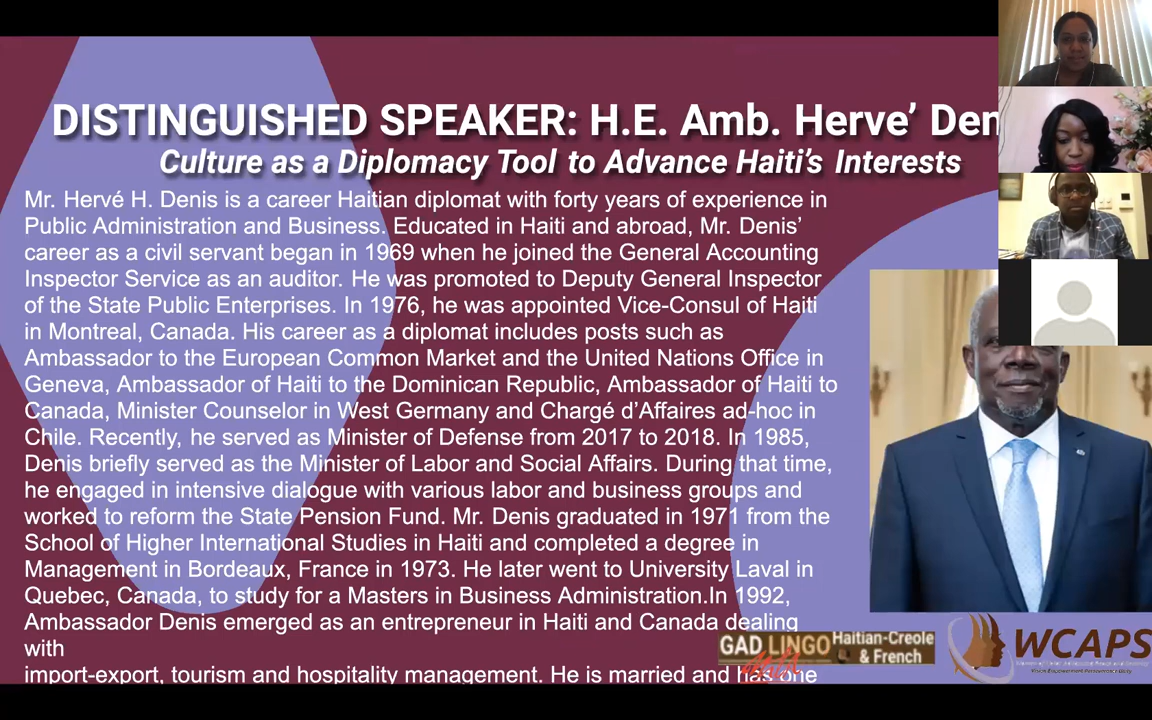 DISTINGUISHED SPEAKER: H.E. Amb. Herve’ Den
Culture as a Diplomacy Tool to Advance Haiti’s Interests
Mr. Hervé H. Denis is a career Haitian diplomat with forty years of experience in
Public Administration and Business. Educated in Haiti and abroad, Mr. Denis’
career as a civil servant began in 1969 when he joined the General Accounting
Inspector Service as an auditor. He was promoted to Deputy General Inspector
of the State Public Enterprises. In 1976, he was appointed Vice-Consul of Haiti
in Montreal, Canada. His career as a diplomat includes posts such as
Ambassador to the European Common Market and the United Nations Office in
Geneva, Ambassador of Haiti to the Dominican Republic, Ambassador of Haiti to
Canada, Minister Counselor in West Germany and Chargé d’Affaires ad-hoc in
Chile. Recently, he served as Minister of Defense from 2017 to 2018. In 1985,
Denis briefly served as the Minister of Labor and Social Affairs. During that time,
he engaged in intensive dialogue with various labor and business groups and
worked to reform the State Pension Fund. Mr. Denis graduated in 1971 from the
School of Higher International Studies in Haiti and completed a degree in
Management in Bordeaux, France in 1973. He later went to University Laval in
Quebec, Canada, to study for a Masters in Business Administration.In 1992,
Ambassador Denis emerged as an entrepreneur in Haiti and Canada dealing
with
import-export, tourism and hospitality management. He is married and has one
GAD LINGO
Haitian-Creole
& French
WCAPS